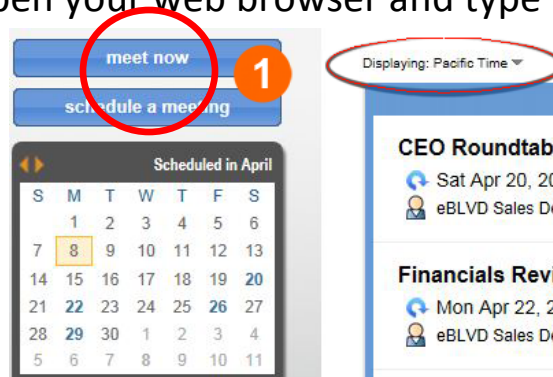 pen your web browser and type
meet now
1
schedule a meeting
Scheduled in April
S M T W T F S
1 2 3 4 5 6
7 8 9 10 11 12 13
14 15 16 17 18 19 20
21 22 23 24 25 26 27
28 29 30 1 2 3 4
5 6 7 8 9 10 11
Displaying: Pacific Time
CEO Roundtab
Sat Apr 20, 20
eBLVD Sales De
Financials Revi
Mon Apr 22, 2
eBLVD Sales De